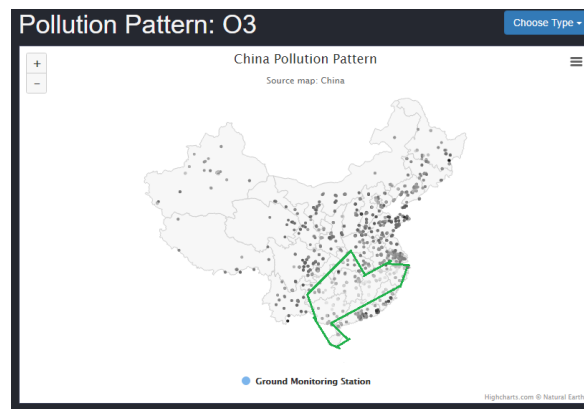 Pollution Pattern: O3
Choose Type
China Pollution Pattern
Source map: China
+
−
Ground Monitoring Station
Highcharts.com © Natural Earth